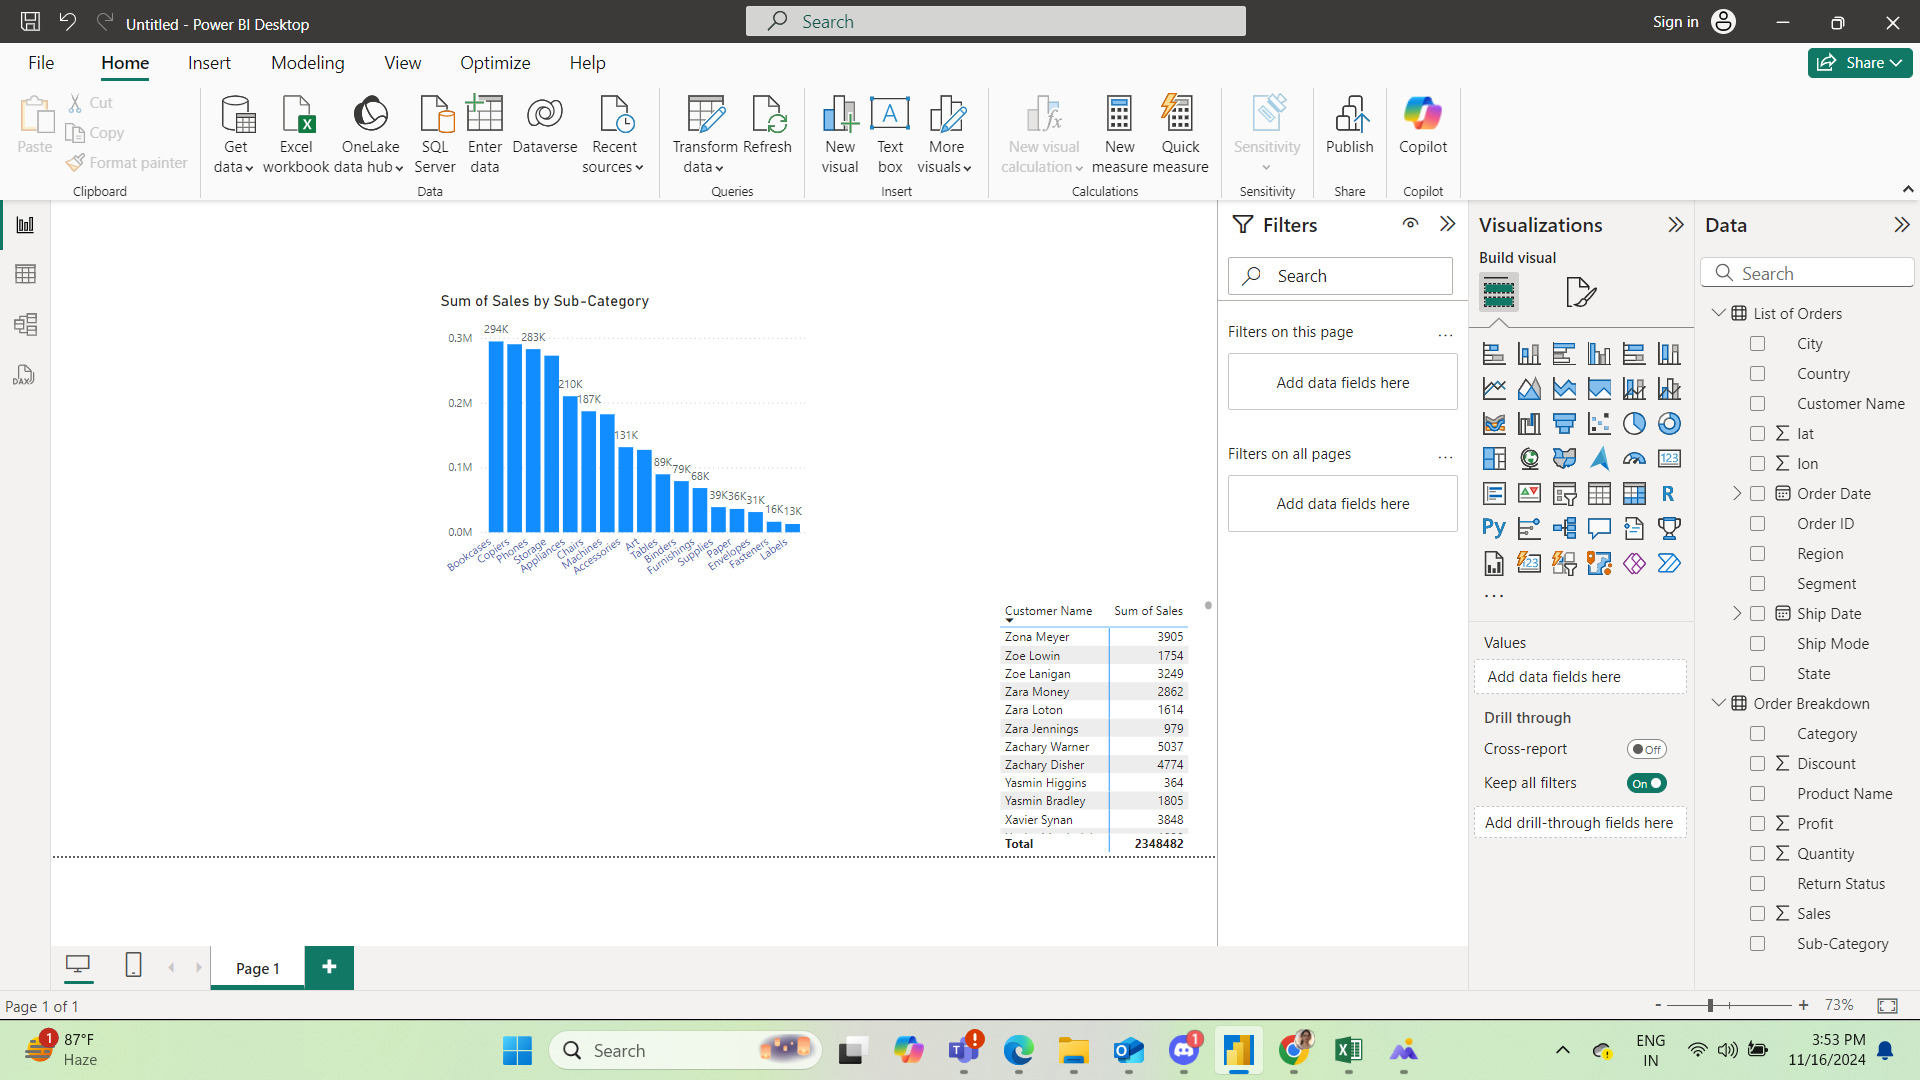 Untitled - Power BI Desktop
Search
Sign in
File
Home
Insert
Modeling
View
Optimize
Help
Share
Paste
Cut
Copy
Format painter
Clipboard
Get data
Excel workbook
OneLake data hub
SQL Server
Enter data
Dataverse
Recent sources
Data
Transform data
Refresh
Queries
New visual
Text box
More visuals
Insert
New visual calculation
New measure
Quick measure
Calculations
Sensitivity
Sensitivity
Publish
Share
Copilot
Copilot
Sum of Sales by Sub-Category
0.3M
0.2M
0.1M
0.0M
294K
283K
210K
187K
131K
89K
79K
68K
39K
36K
31K
16K
13K
Bookcases
Copiers
Phones
Storage
Appliances
Chairs
Machines
Accessories
Art
Tables
Binders
Furnishings
Supplies
Paper
Envelopes
Fasteners
Labels
Customer Name Sum of Sales
Zona Meyer 3905
Zoe Lowin 1754
Zoe Lanigan 3249
Zara Money 2862
Zara Loton 1614
Zara Jennings 979
Zachary Warner 5037
Zachary Disher 4774
Yasmin Higgins 364
Yasmin Bradley 1805
Xavier Synan 3848
Total 2348482
Filters
Search
Filters on this page
...
Add data fields here
Filters on all pages
...
Add data fields here
Visualizations
Build visual
123
R
Py
123
...
Values
Add data fields here
Drill through
Cross-report Off
Keep all filters On
Add drill-through fields here
Data
Search
List of Orders
City
Country
Customer Name
lat
lon
Order Date
Order ID
Region
Segment
Ship Date
Ship Mode
State
Order Breakdown
Category
Discount
Product Name
Profit
Quantity
Return Status
Sales
Sub-Category
DAX
Page 1
Page 1 of 1
- + 73%
1
87°F
Haze
Search
1
ENG
IN
3:53 PM
11/16/2024